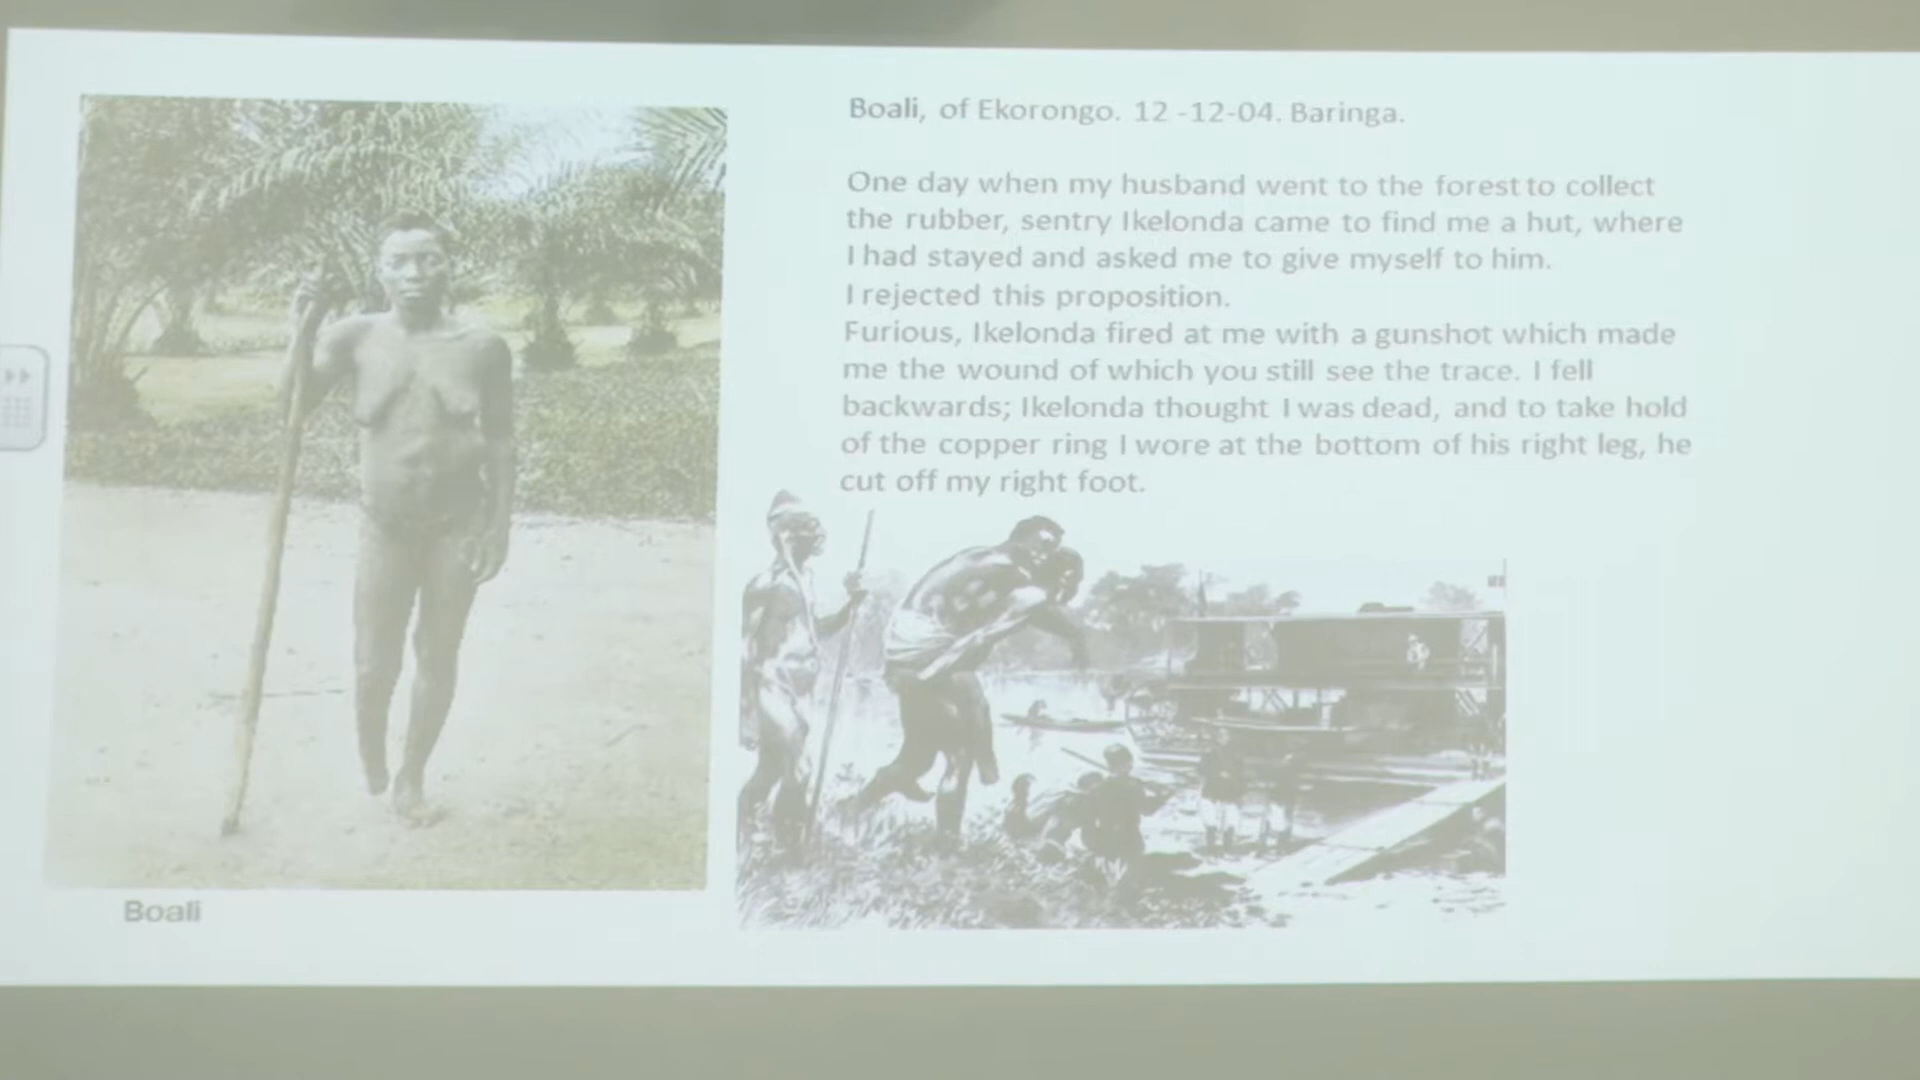 Boali, of Ekorongo. 12 -12-04. Baringa.
One day when my husband went to the forest to collect
the rubber, sentry Ikelonda came to find me a hut, where
I had stayed and asked me to give myself to him.
I rejected this proposition.
Furious, Ikelonda fired at me with a gunshot which made
me the wound of which you still see the trace. I fell
backwards; Ikelonda thought I was dead, and to take hold
of the copper ring I wore at the bottom of his right leg, he
cut off my right foot.
Boali